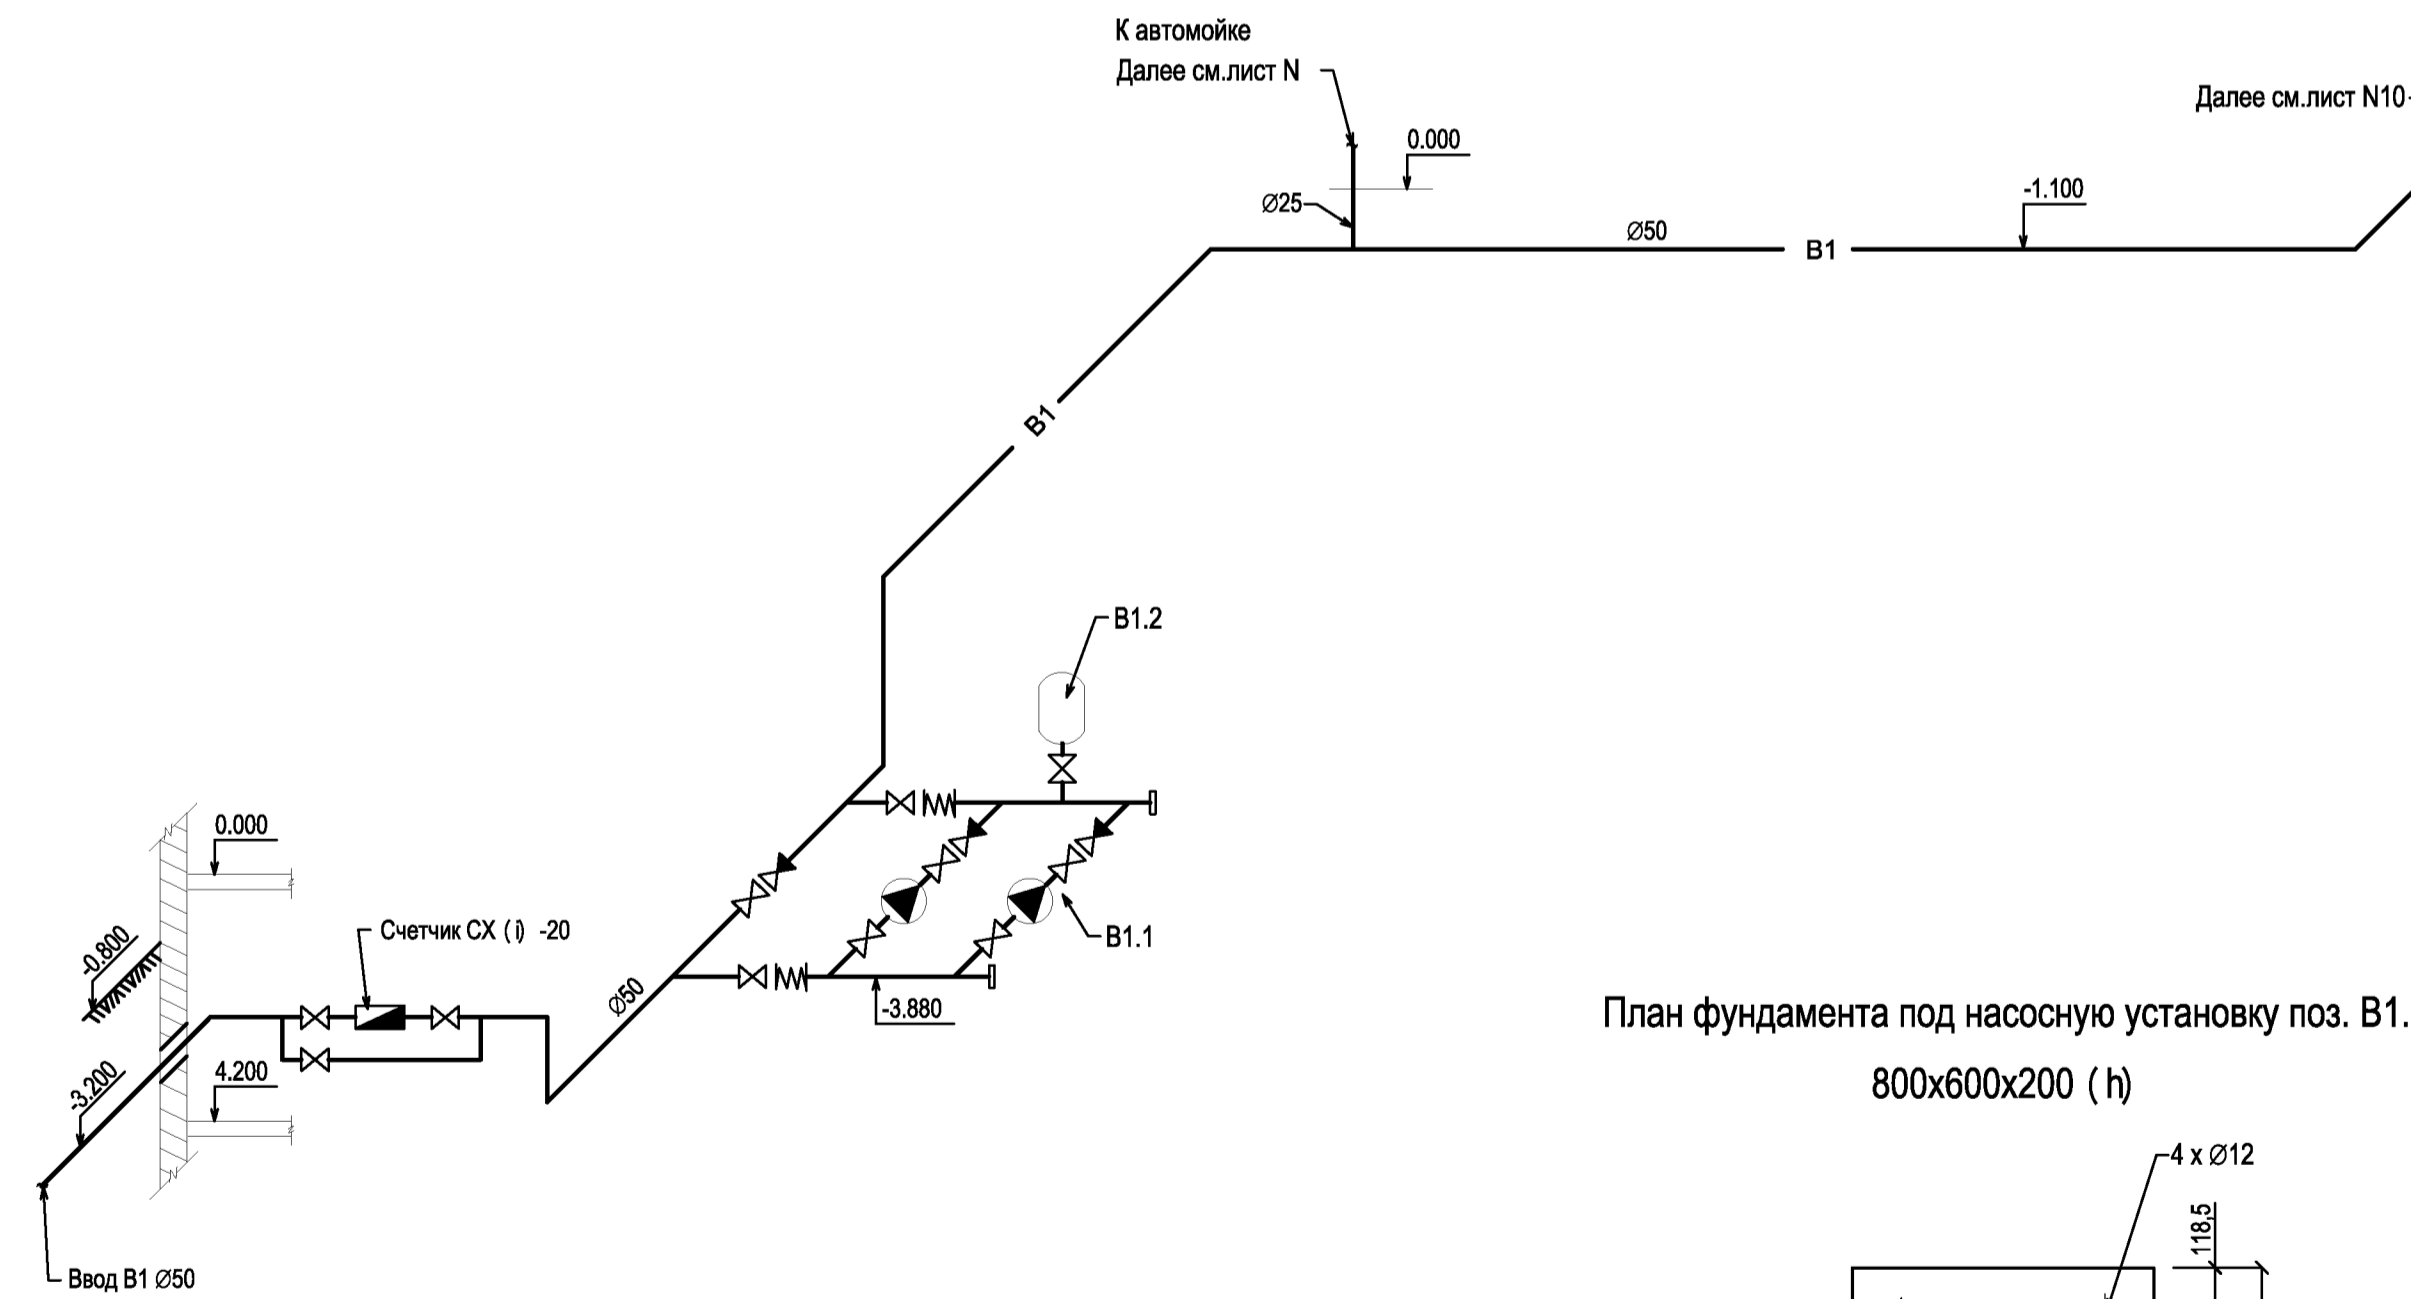 К автомойке
Далее см.лист N
Далее см.лист N10
0.000
-1.100
Ø25
Ø50
В1
В1
В1.2
0.000
Счетчик СХ ( i) -20
-0.800
В1.1
Ø50
-3.880
План фундамента под насосную установку поз. В1.
800х600х200 ( h)
4.200
-3.200
4 х Ø12
118,5
Ввод В1 Ø50